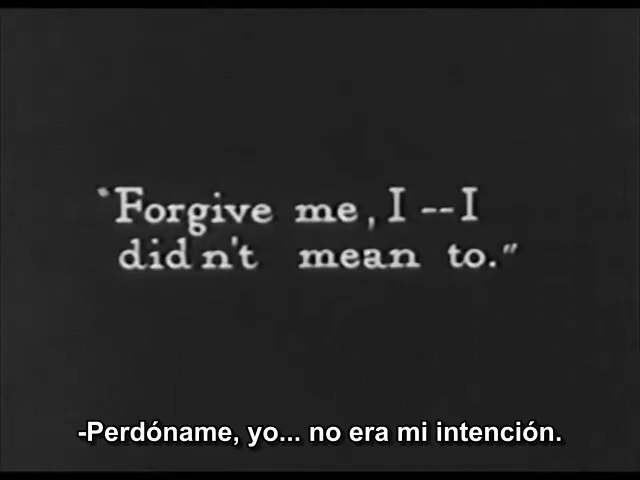 "Forgive me, I--I
didn't mean to."
-Perdóname, yo... no era mi intención.